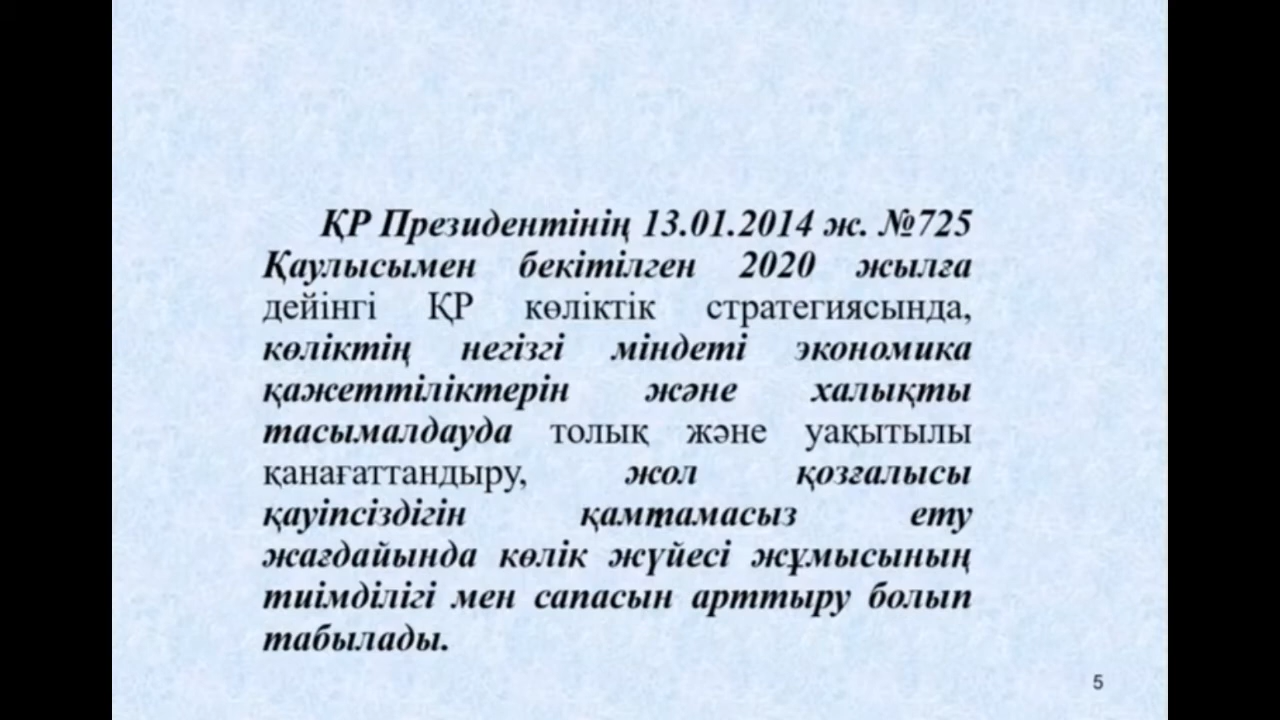 ҚР Президентінің 13.01.2014 ж. №725
Қаулысымен бекітілген 2020 жылға
дейінгі ҚР көліктік стратегиясында,
көліктің негізгі міндеті экономика
қажеттіліктерін және халықты
тасымалдауда толық және уақытылы
қанағаттандыру, жол қозғалысы
қауіпсіздігін қамтамасыз ету
жағдайында көлік жүйесі жұмысының
тиімділігі мен сапасын арттыру болып
табылады.
5